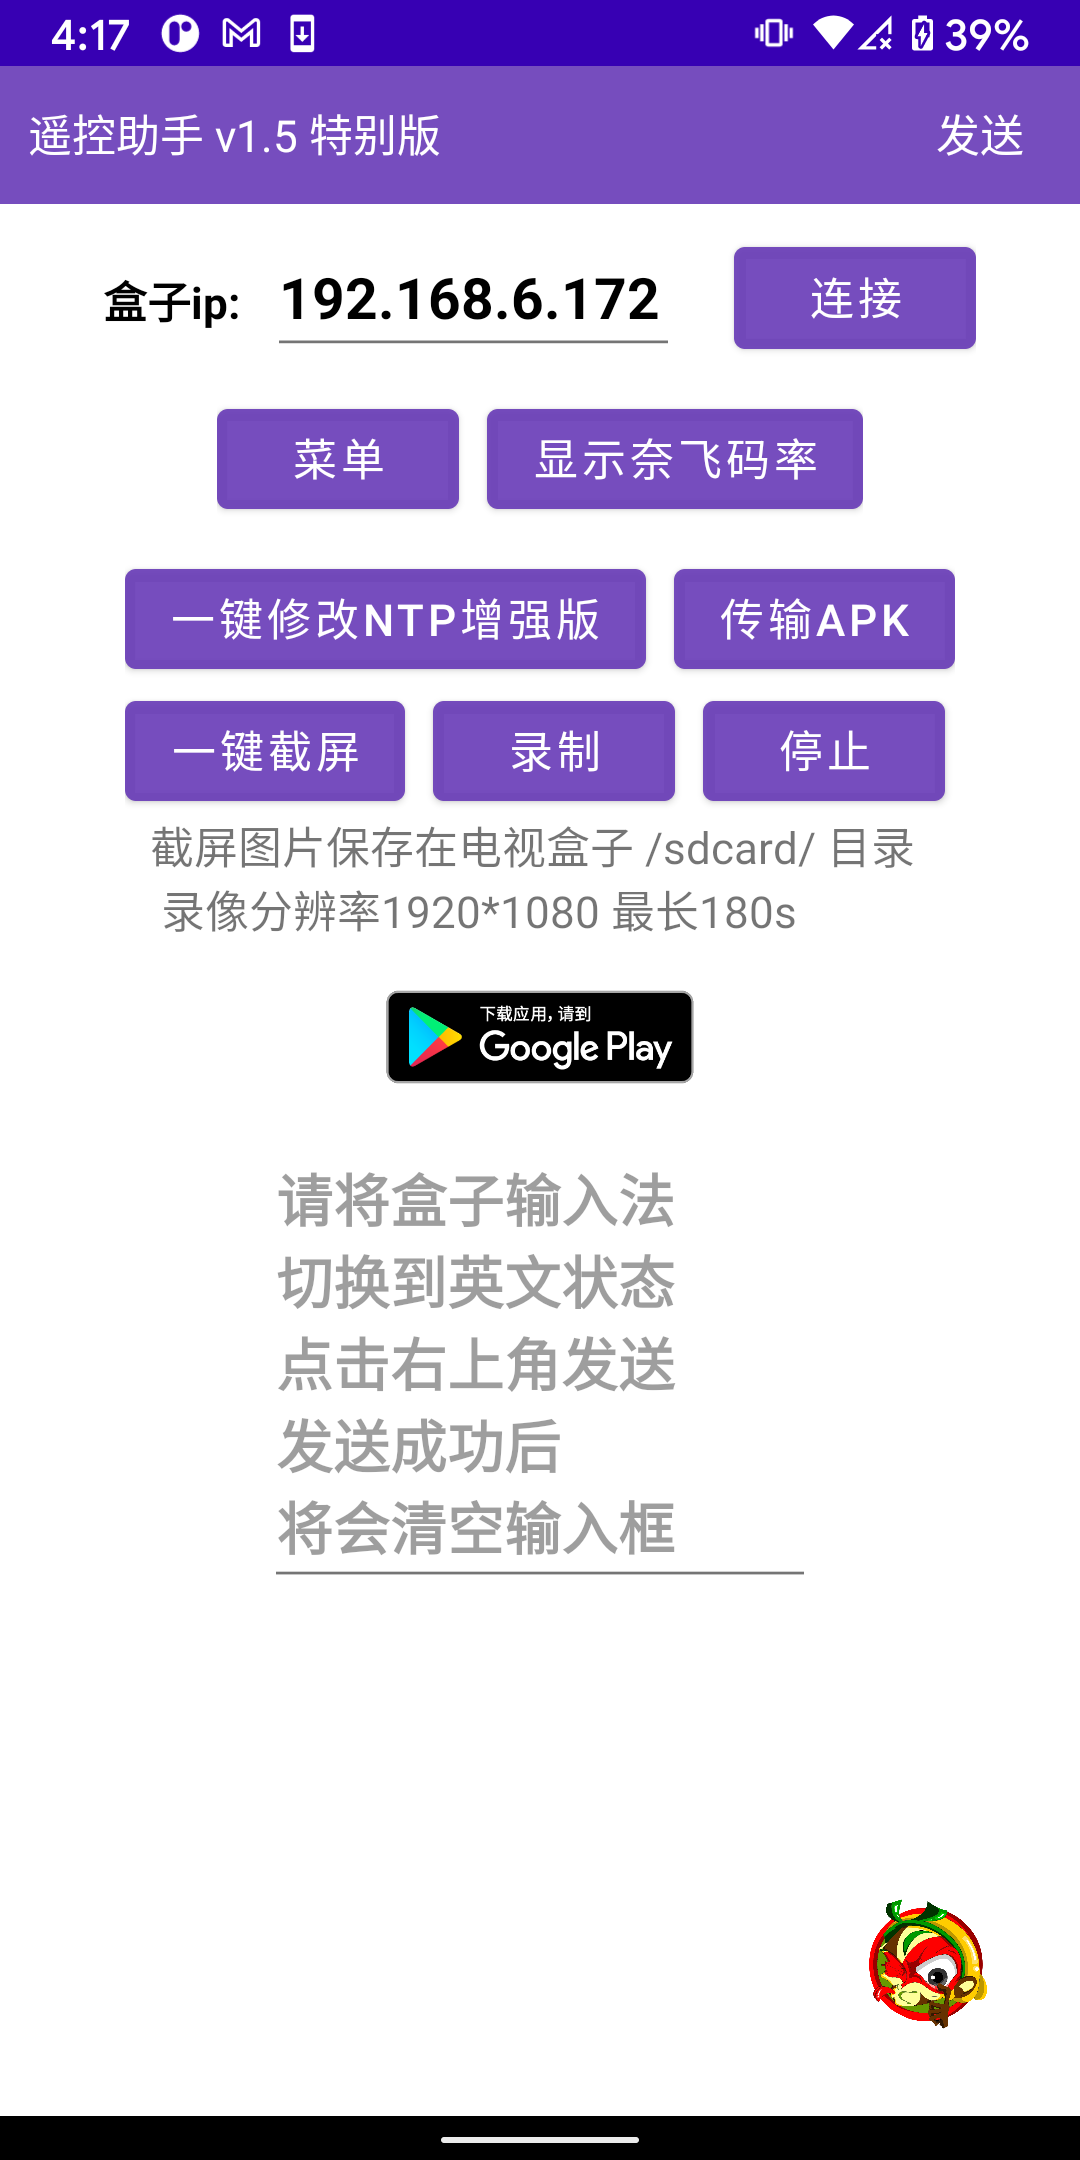 4:17
39%
遥控助手 v1.5 特别版
发送
盒子ip:
192.168.6.172
连接
菜单
显示奈飞码率
一键修改NTP增强版
传输APK
一键截屏
录制
停止
截屏图片保存在电视盒子 /sdcard/ 目录
录像分辨率1920*1080 最长180s
下载应用，请到
Google Play
请将盒子输入法
切换到英文状态
点击右上角发送
发送成功后
将会清空输入框